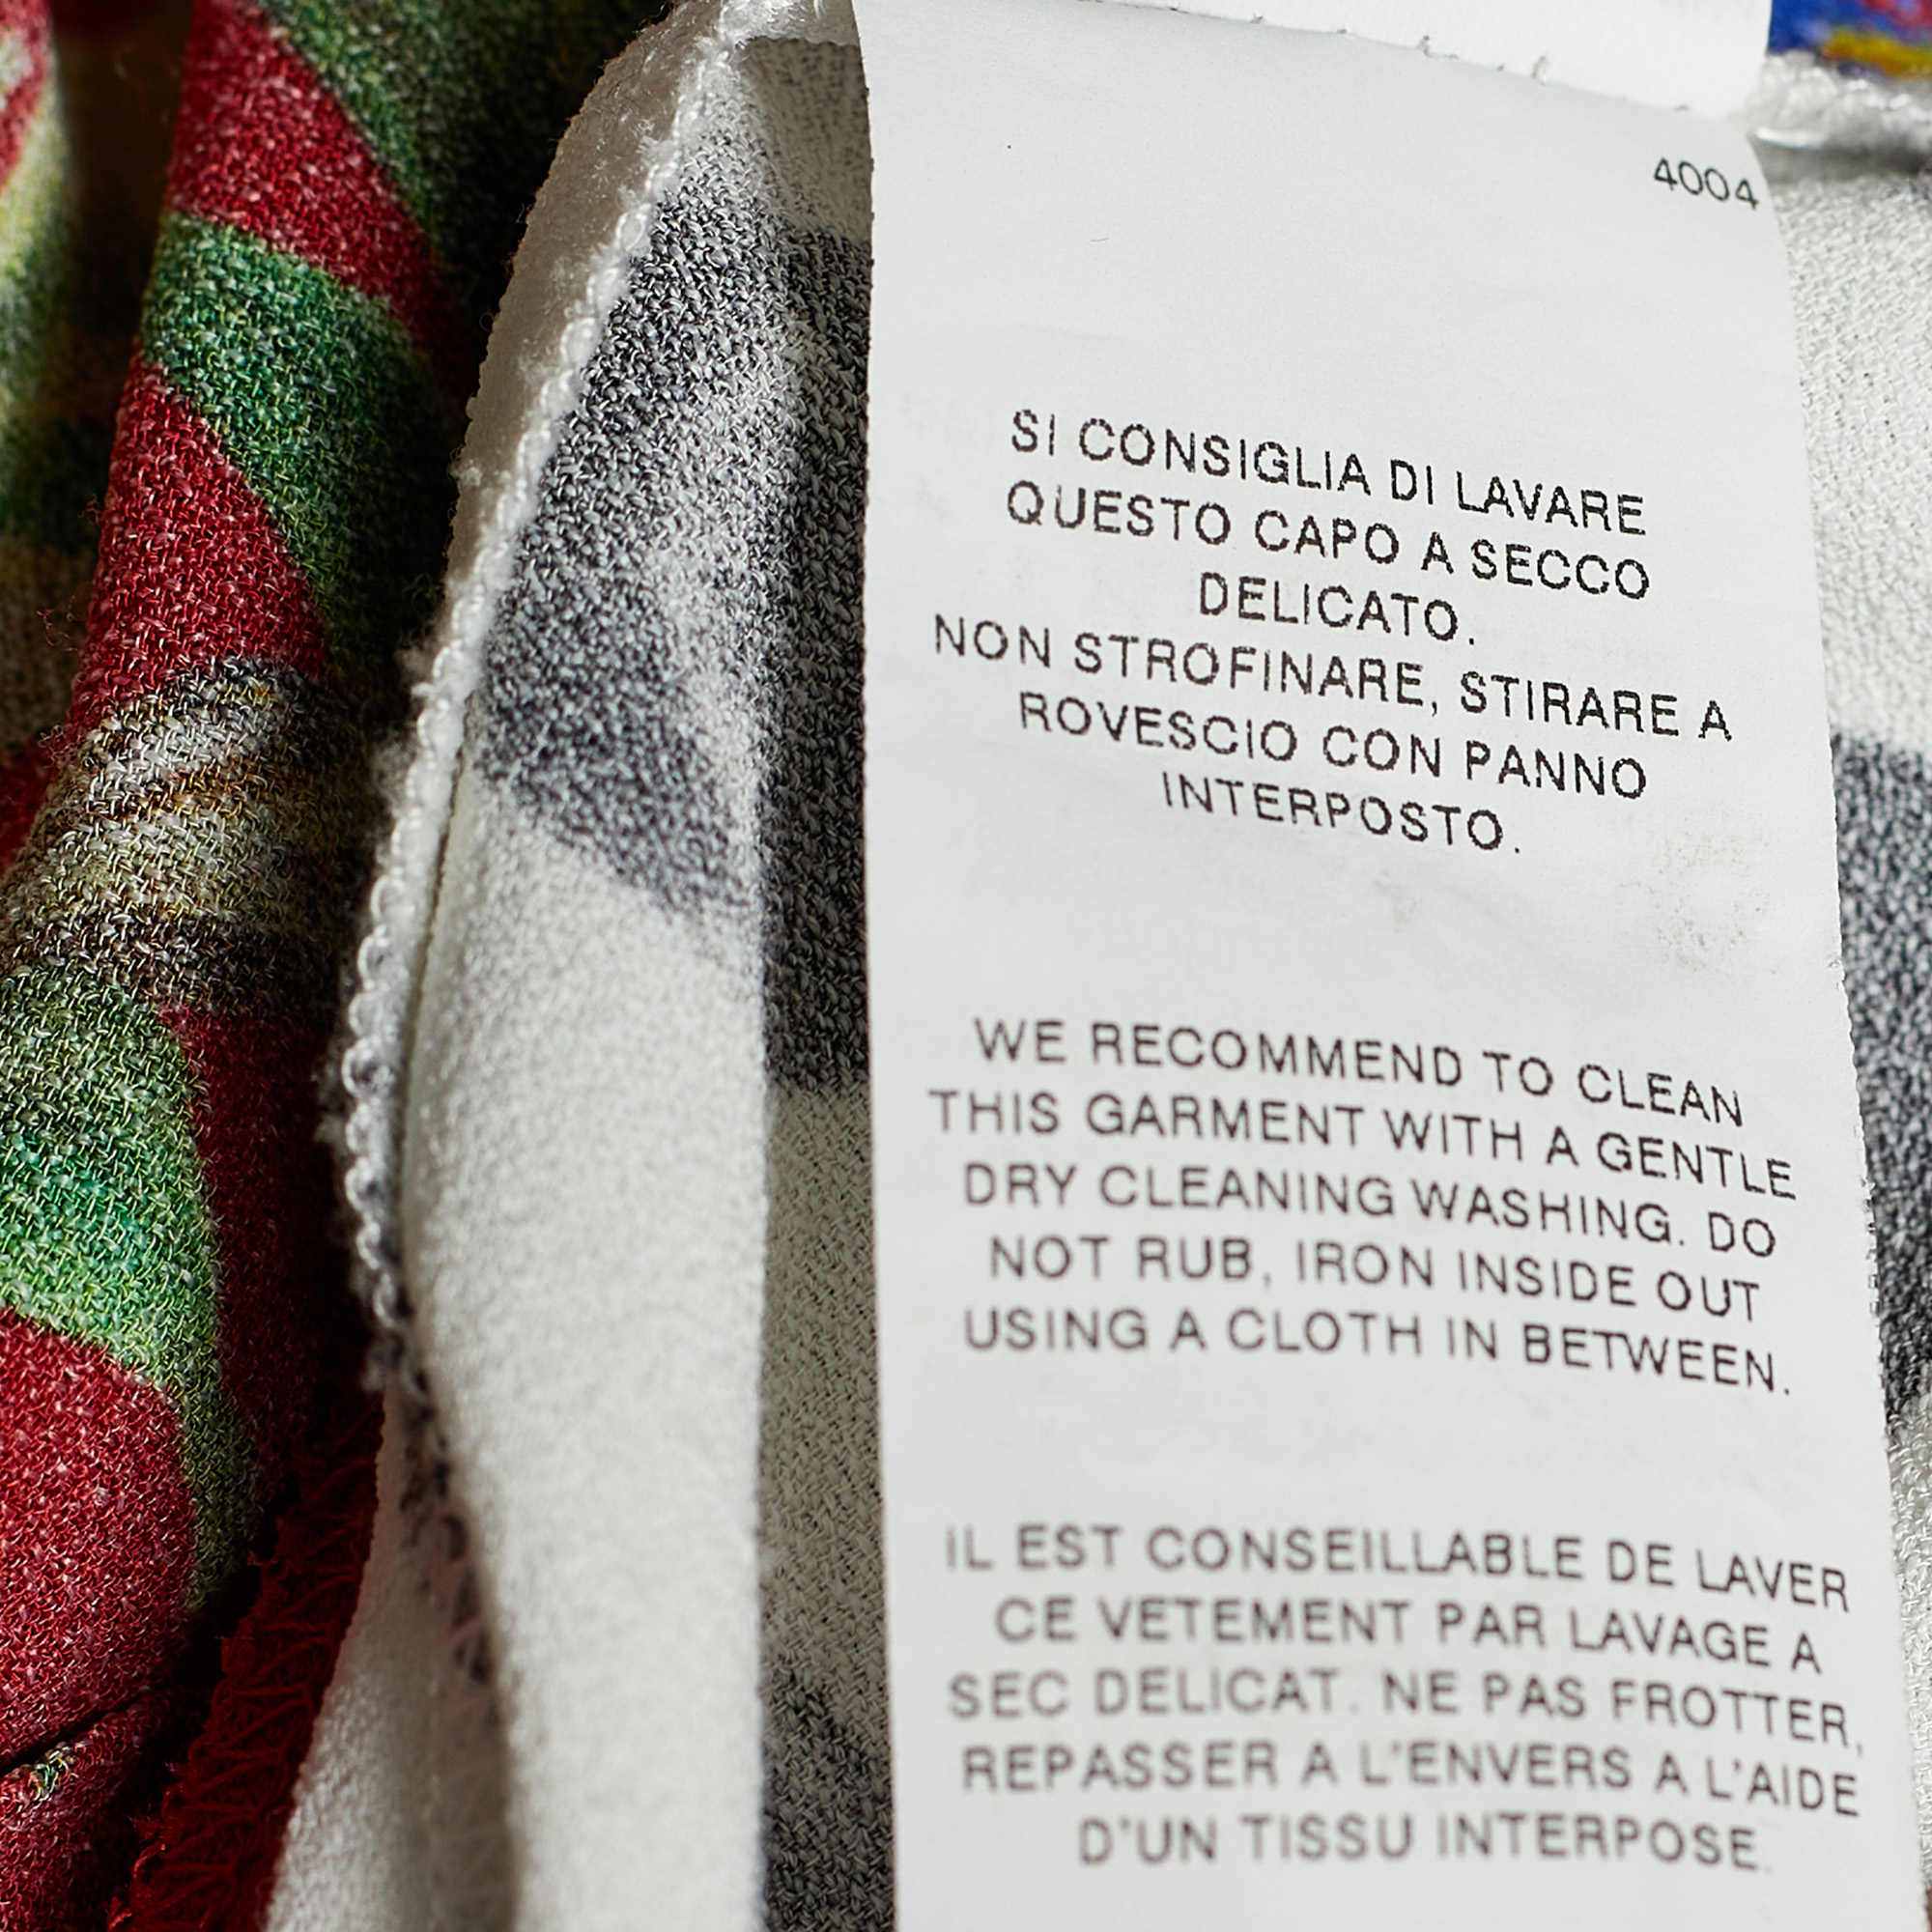 4004
SI CONSIGLIA DI LAVARE
QUESTO CAPO A SECCO
DELICATO.
NON STROFINARE, STIRARE A
ROVESCIO CON PANNO
INTERPOSTO.
WE RECOMMEND TO CLEAN
THIS GARMENT WITH A GENTLE
DRY CLEANING WASHING. DO
NOT RUB, IRON INSIDE OUT
USING A CLOTH IN BETWEEN.
IL EST CONSEILLABLE DE LAVER
CE VETEMENT PAR LAVAGE A
SEC DELICAT. NE PAS FROTTER,
REPASSER A L'ENVERS A L'AIDE
D'UN TISSU INTERPOSE.